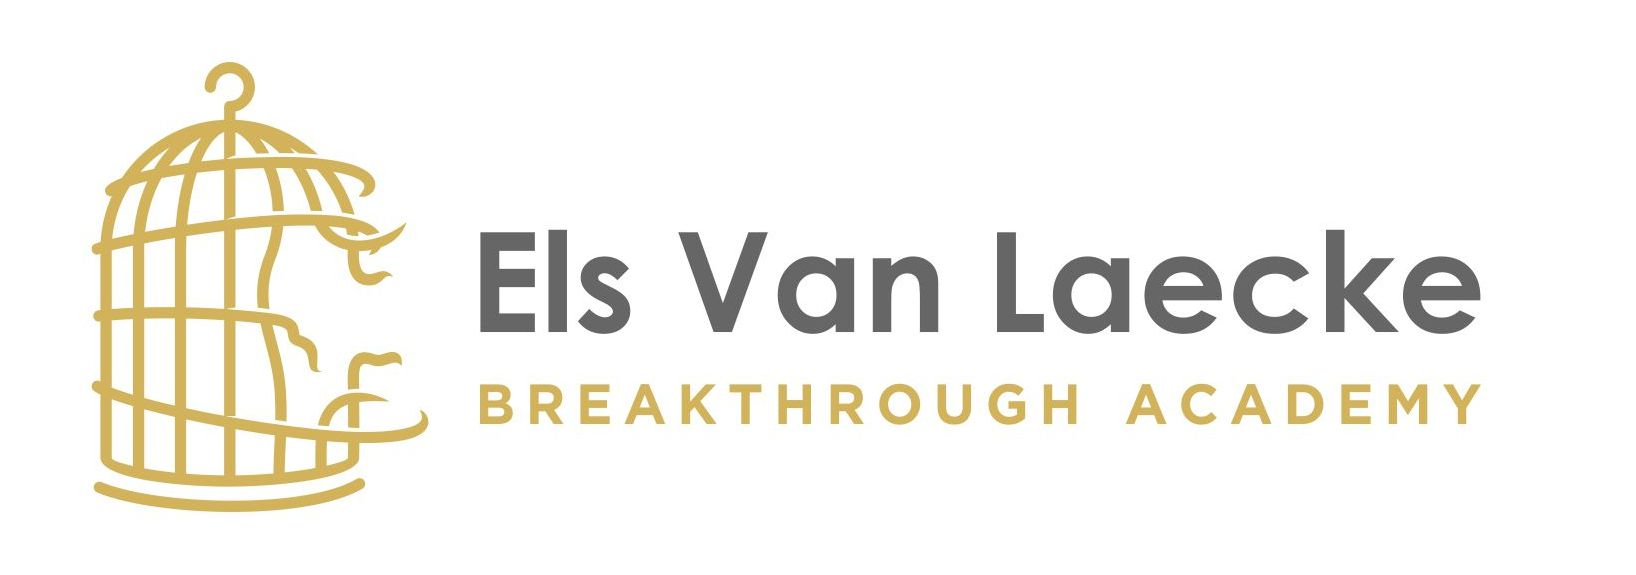 Els Van Laecke
BREAKTHROUGH ACADEMY